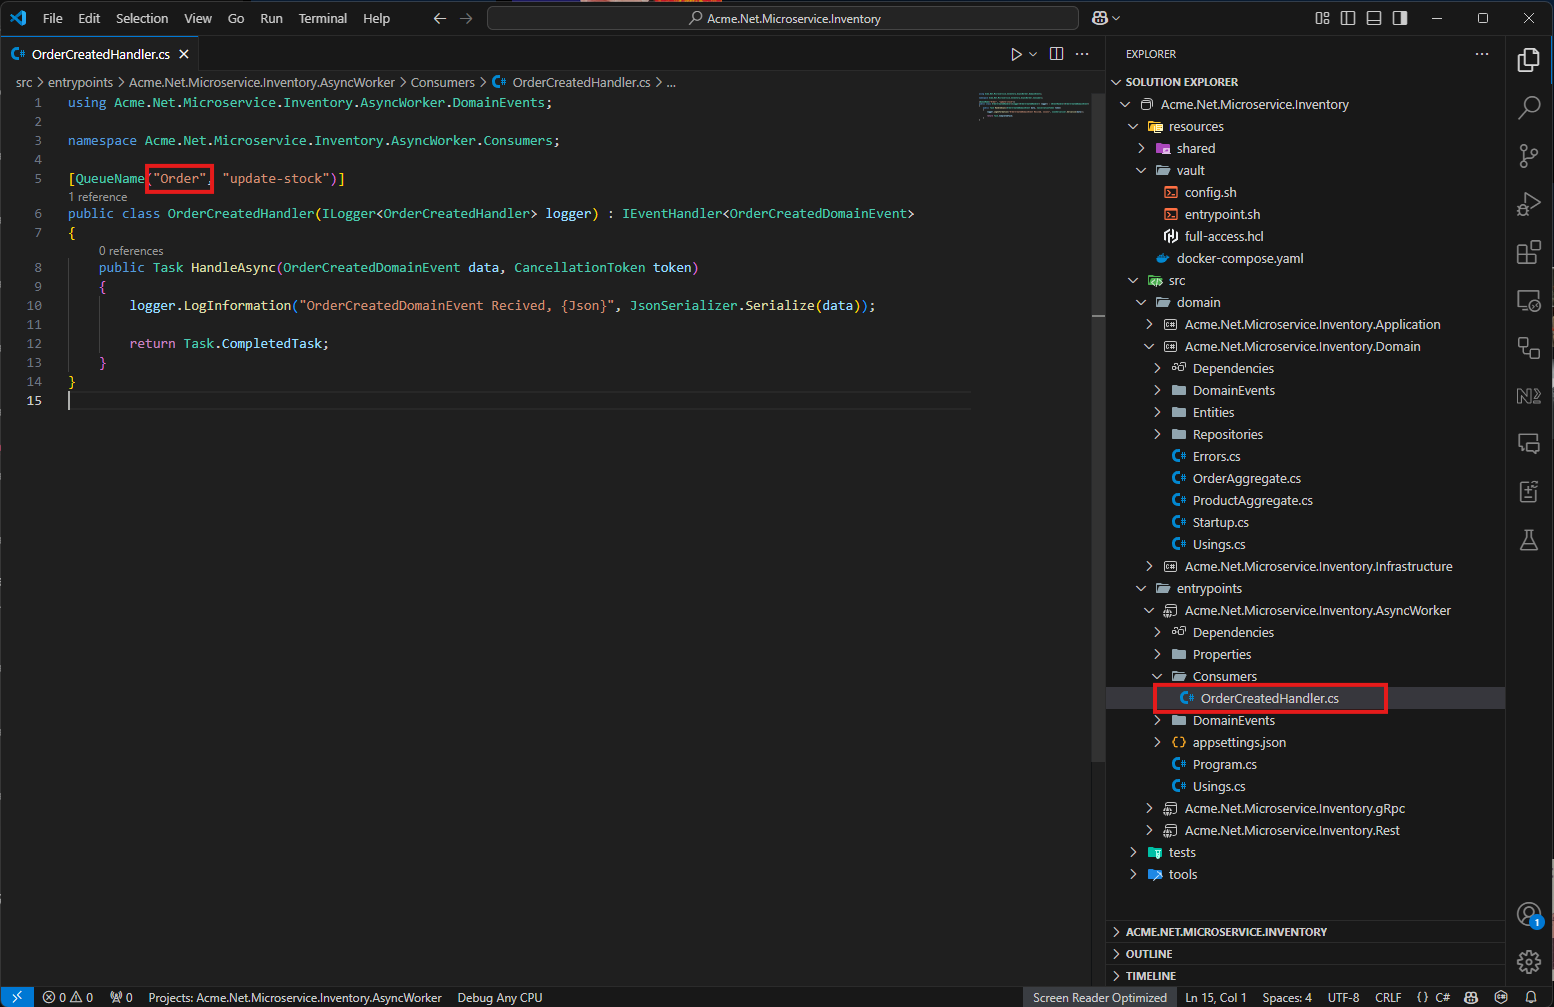 File Edit Selection View Go Run Terminal Help
Acme.Net.Microservice.Inventory
OrderCreatedHandler.cs
src > entrypoints > Acme.Net.Microservice.Inventory.AsyncWorker > Consumers > OrderCreatedHandler.cs > ...
1 using Acme.Net.Microservice.Inventory.AsyncWorker.DomainEvents;
2
3 namespace Acme.Net.Microservice.Inventory.AsyncWorker.Consumers;
4
5 [QueueName("Order", "update-stock")]
1 reference
6 public class OrderCreatedHandler(ILogger<OrderCreatedHandler> logger) : IEventHandler<OrderCreatedDomainEvent>
7 {
0 references
8 public Task HandleAsync(OrderCreatedDomainEvent data, CancellationToken token)
9 {
10 logger.LogInformation("OrderCreatedDomainEvent Recived, {Json}", JsonSerializer.Serialize(data));
11
12 return Task.CompletedTask;
13 }
14 }
15
EXPLORER
SOLUTION EXPLORER
Acme.Net.Microservice.Inventory
resources
shared
vault
config.sh
entrypoint.sh
full-access.hcl
docker-compose.yaml
src
domain
Acme.Net.Microservice.Inventory.Application
Acme.Net.Microservice.Inventory.Domain
Dependencies
DomainEvents
Entities
Repositories
Errors.cs
OrderAggregate.cs
ProductAggregate.cs
Startup.cs
Usings.cs
Acme.Net.Microservice.Inventory.Infrastructure
entrypoints
Acme.Net.Microservice.Inventory.AsyncWorker
Dependencies
Properties
Consumers
OrderCreatedHandler.cs
DomainEvents
appsettings.json
Program.cs
Usings.cs
Acme.Net.Microservice.Inventory.gRpc
Acme.Net.Microservice.Inventory.Rest
tests
tools
ACME.NET.MICROSERVICE.INVENTORY
OUTLINE
TIMELINE
1
0 0 0 Projects: Acme.Net.Microservice.Inventory.AsyncWorker Debug Any CPU
Screen Reader Optimized Ln 15, Col 1 Spaces: 4 UTF-8 CRLF {} C#